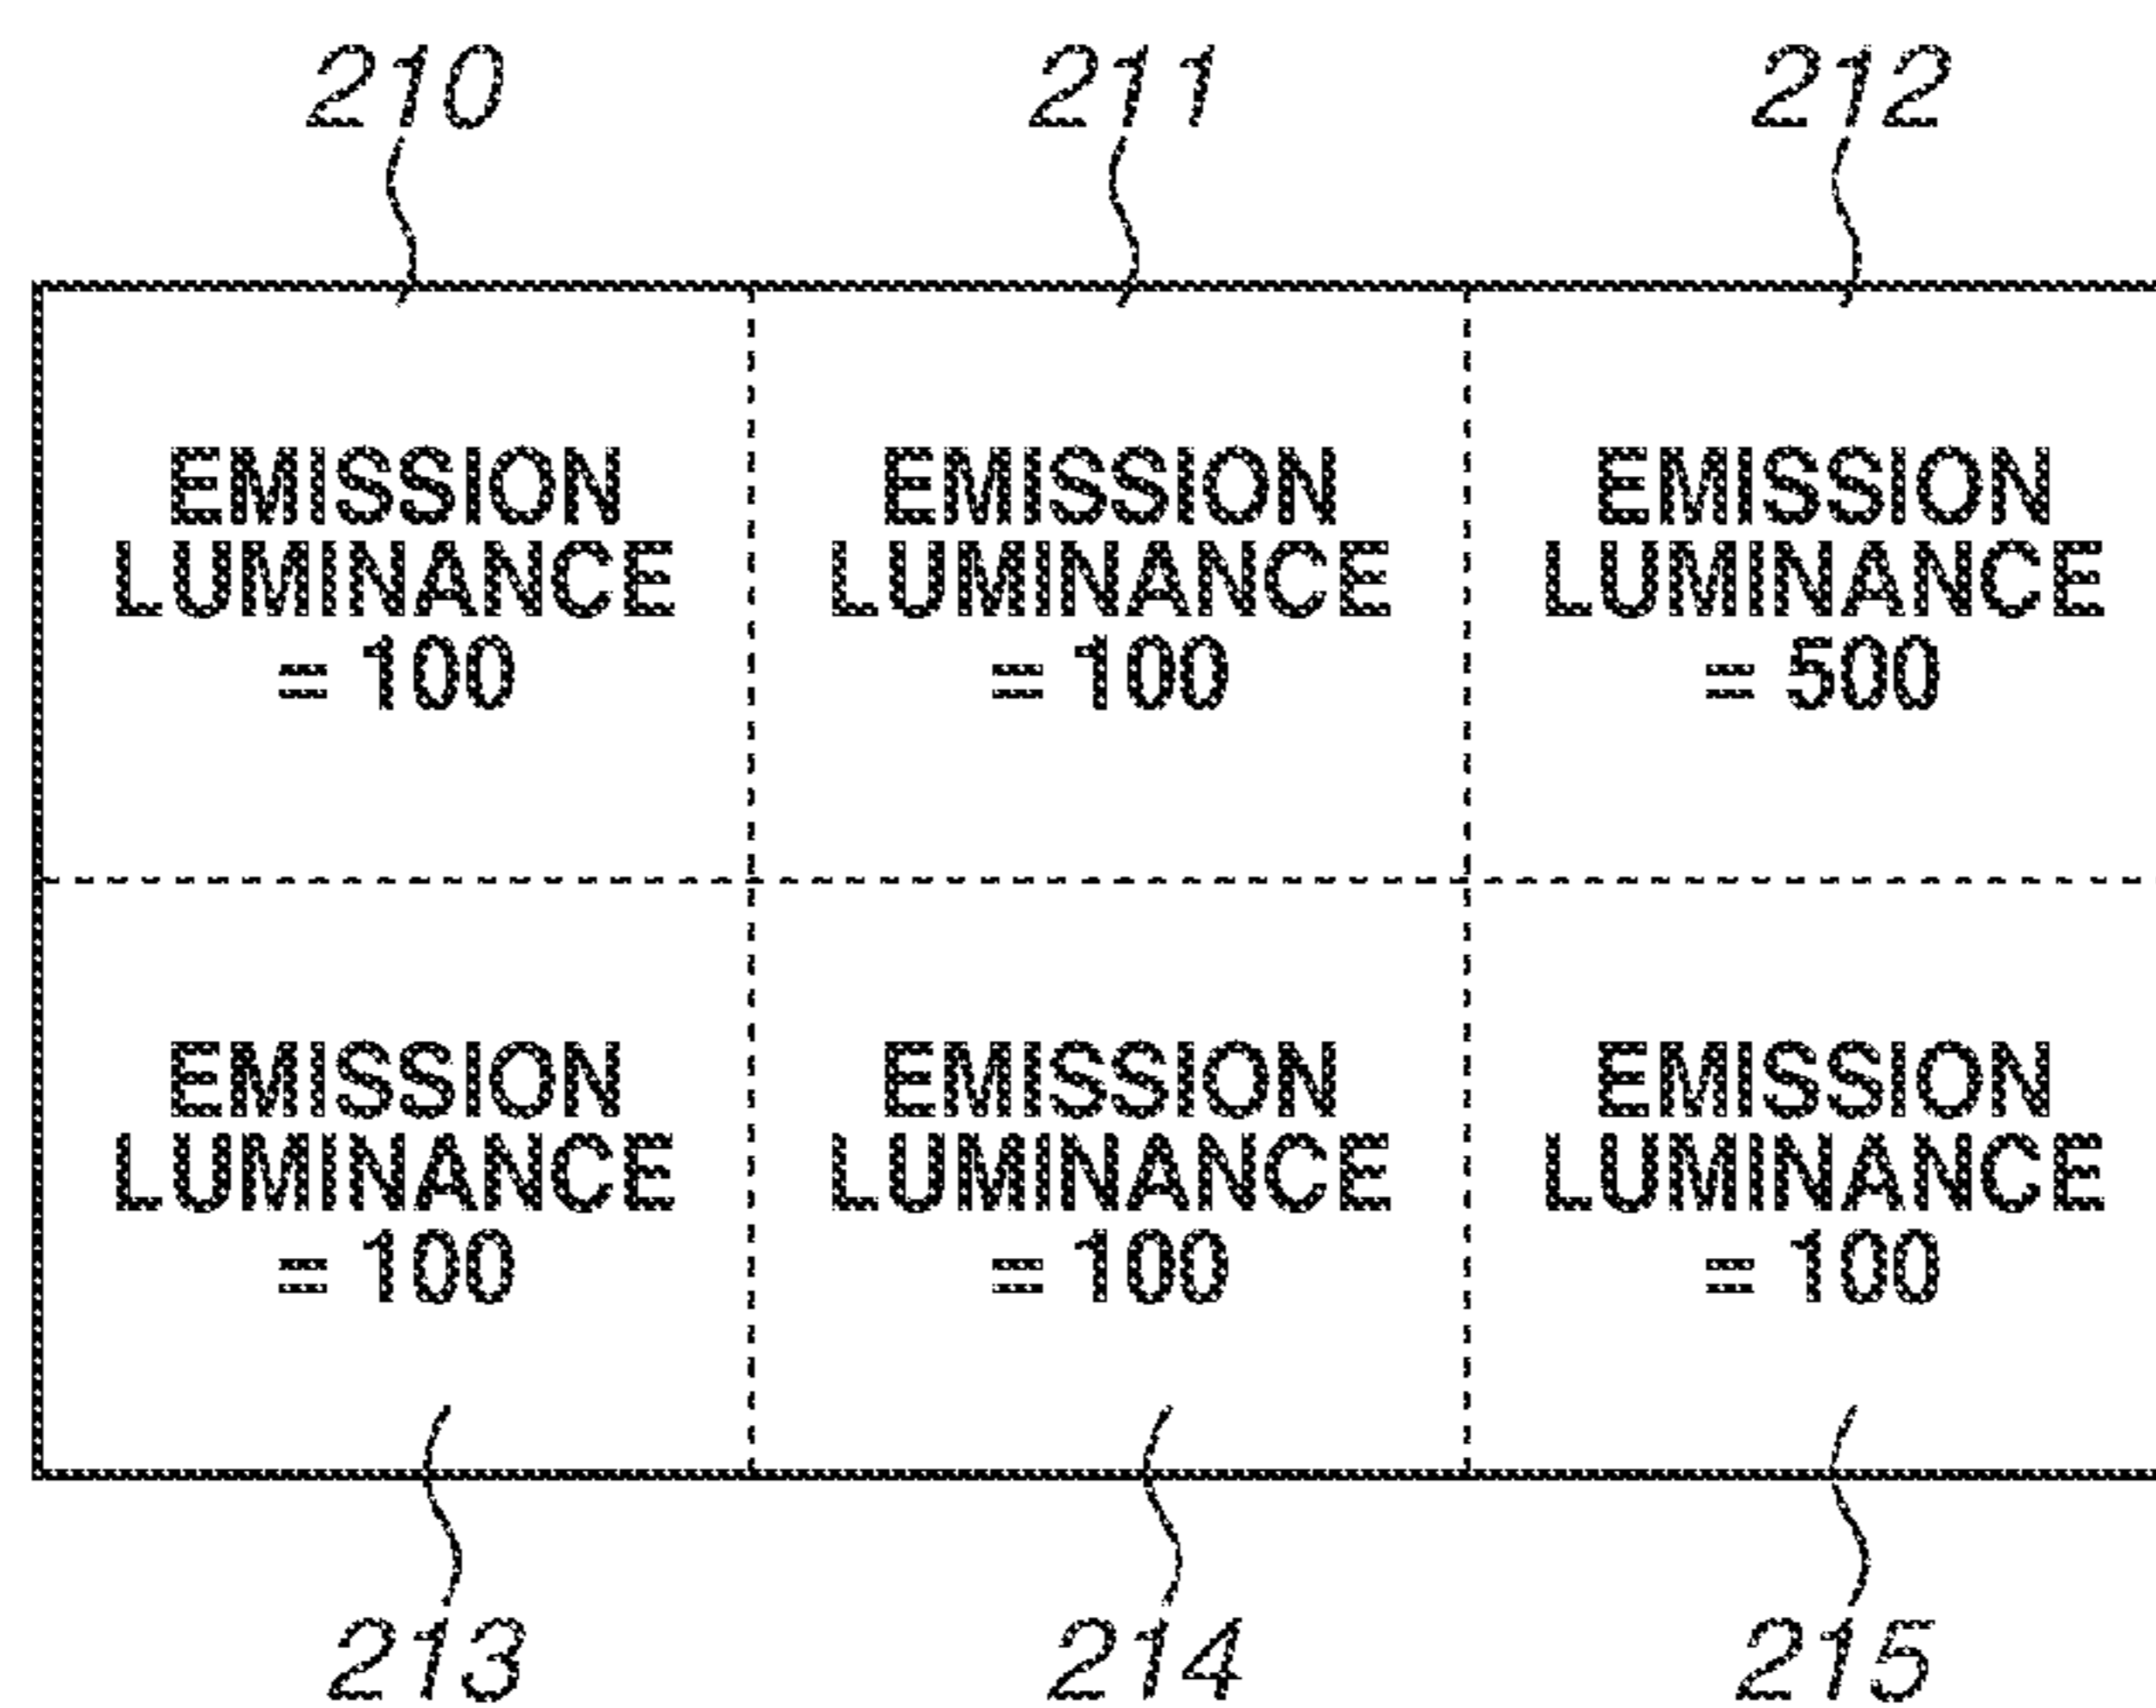 210 211 212
EMISSION LUMINANCE = 100
EMISSION LUMINANCE = 100
EMISSION LUMINANCE = 500
EMISSION LUMINANCE = 100
EMISSION LUMINANCE = 100
EMISSION LUMINANCE = 100
213 214 215